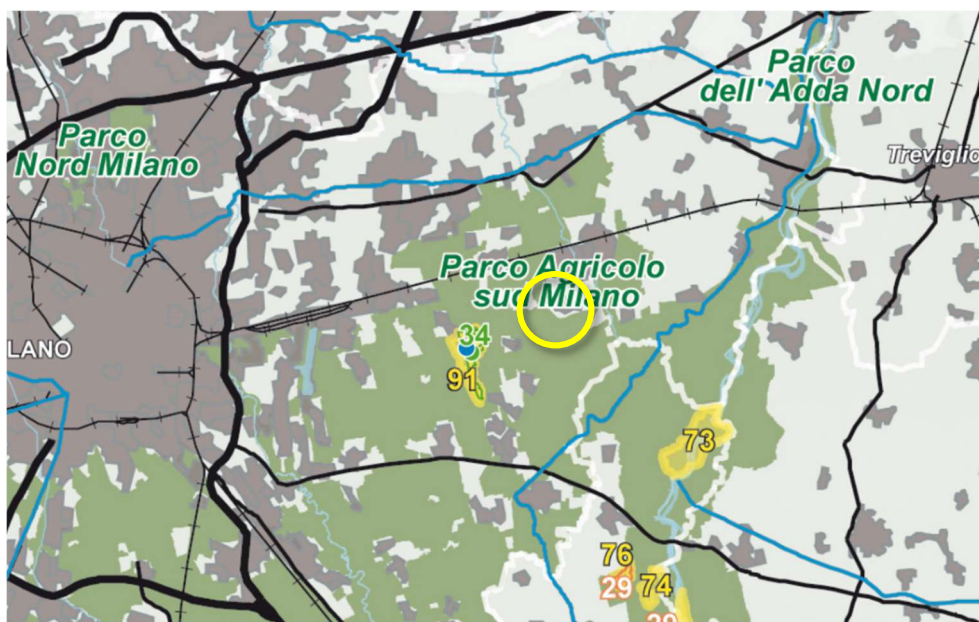 Parco
dell' Adda Nord
Parco
Nord Milano
Treviglio
Parco Agricolo
sud Milano
34
LANO
91
73
76
29
74
29